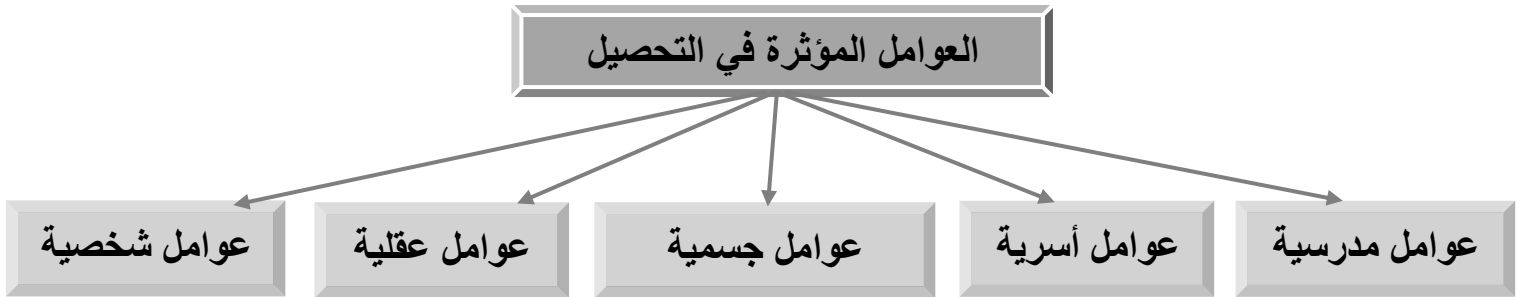 العوامل المؤثرة في التحصيل
عوامل مدرسية
عوامل أسرية
عوامل جسمية
عوامل عقلية
عوامل شخصية